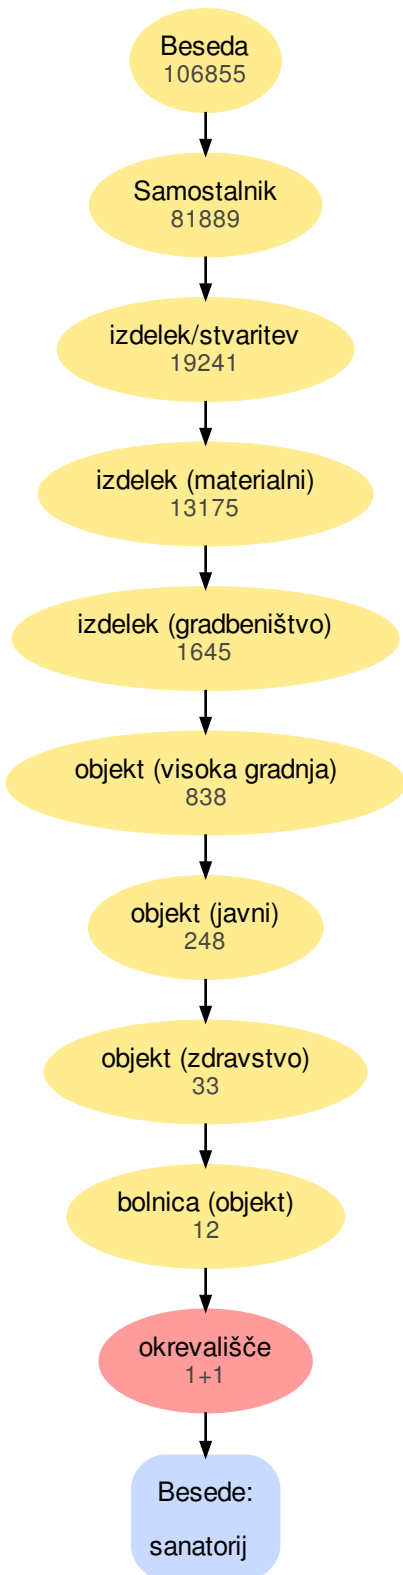 Beseda
106855
Samostalnik
81889
izdelek/stvaritev
19241
izdelek (materialni)
13175
izdelek (gradbeništvo)
1645
objekt (visoka gradnja)
838
objekt (javni)
248
objekt (zdravstvo)
33
bolnica (objekt)
12
okrevališče
1+1
Besede:
sanatorij